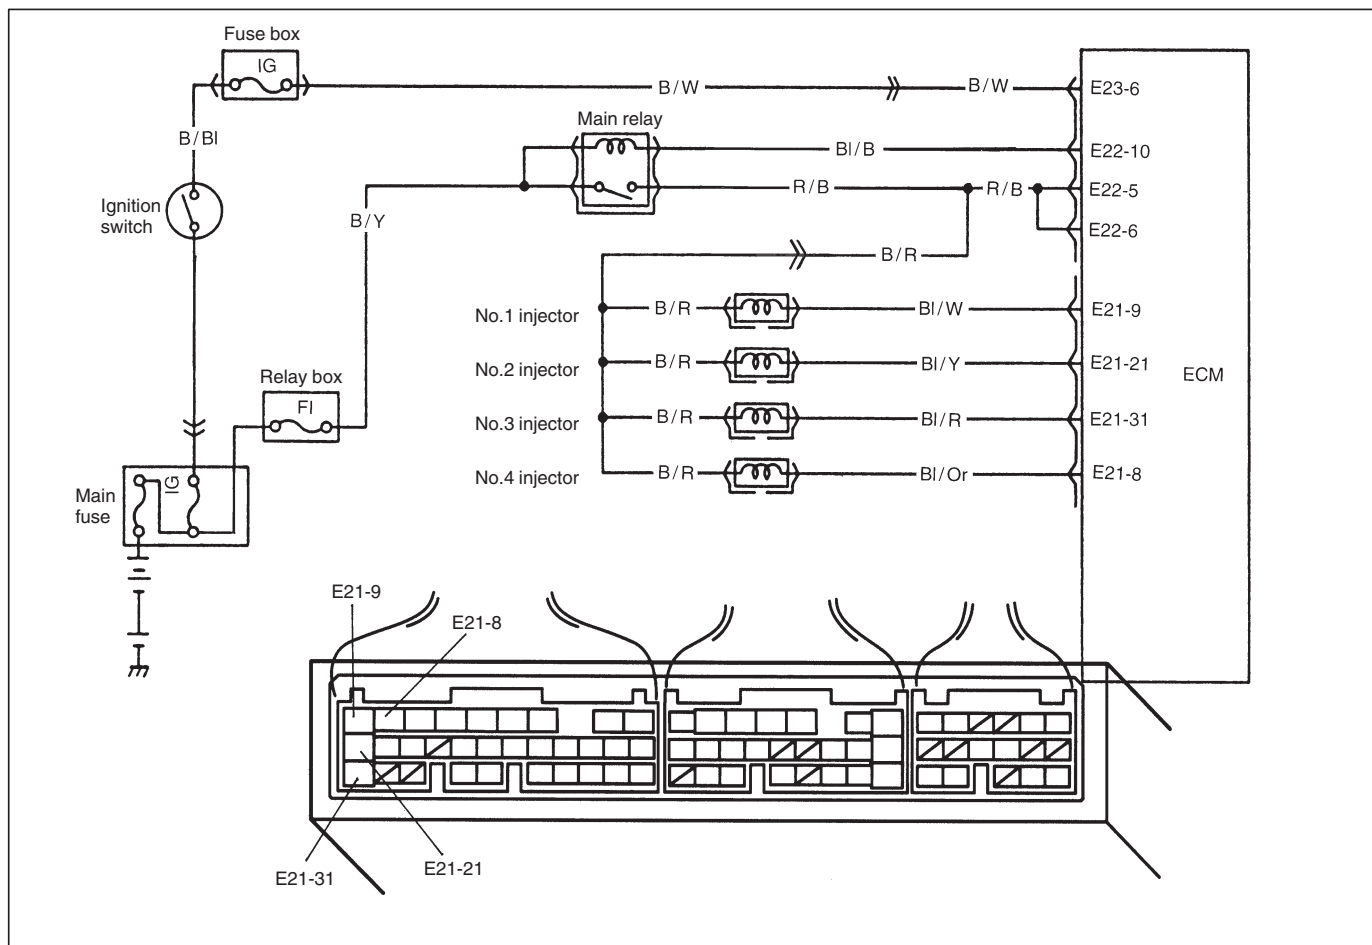 Fuse box
IG
B/W
B/W
E23-6
B/Bl
Main relay
Bl/B
E22-10
Ignition
switch
R/B
R/B
E22-5
B/Y
E22-6
B/R
No.1 injector
B/R
Bl/W
E21-9
No.2 injector
B/R
Bl/Y
E21-21
ECM
Relay box
FI
No.3 injector
B/R
Bl/R
E21-31
No.4 injector
B/R
Bl/Or
E21-8
Main
fuse
IG
E21-9
E21-8
E21-21
E21-31